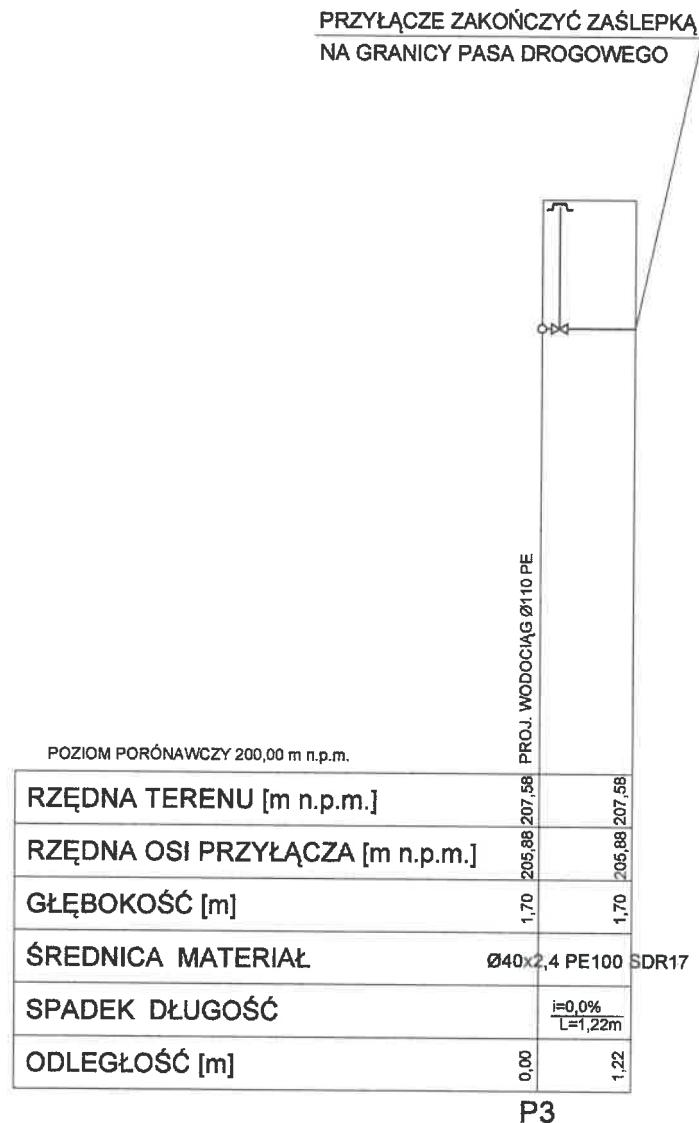 PRZYŁĄCZE ZAKOŃCZYĆ ZAŚLEPKĄ
NA GRANICY PASA DROGOWEGO
PROJ. WODOCIĄG Ø110 PE
POZIOM PORÓNAWCZY 200,00 m n.p.m.
RZĘDNA TERENU [m n.p.m.] 207,58 207,58
RZĘDNA OSI PRZYŁĄCZA [m n.p.m.] 205,88 205,88
GŁĘBOKOŚĆ [m] 1,70 1,70
ŚREDNICA MATERIAŁ Ø40x2,4 PE100 SDR17
SPADEK DŁUGOŚĆ i=0,0%
L=1,22m
ODLEGŁOŚĆ [m] 0,00 1,22
P3